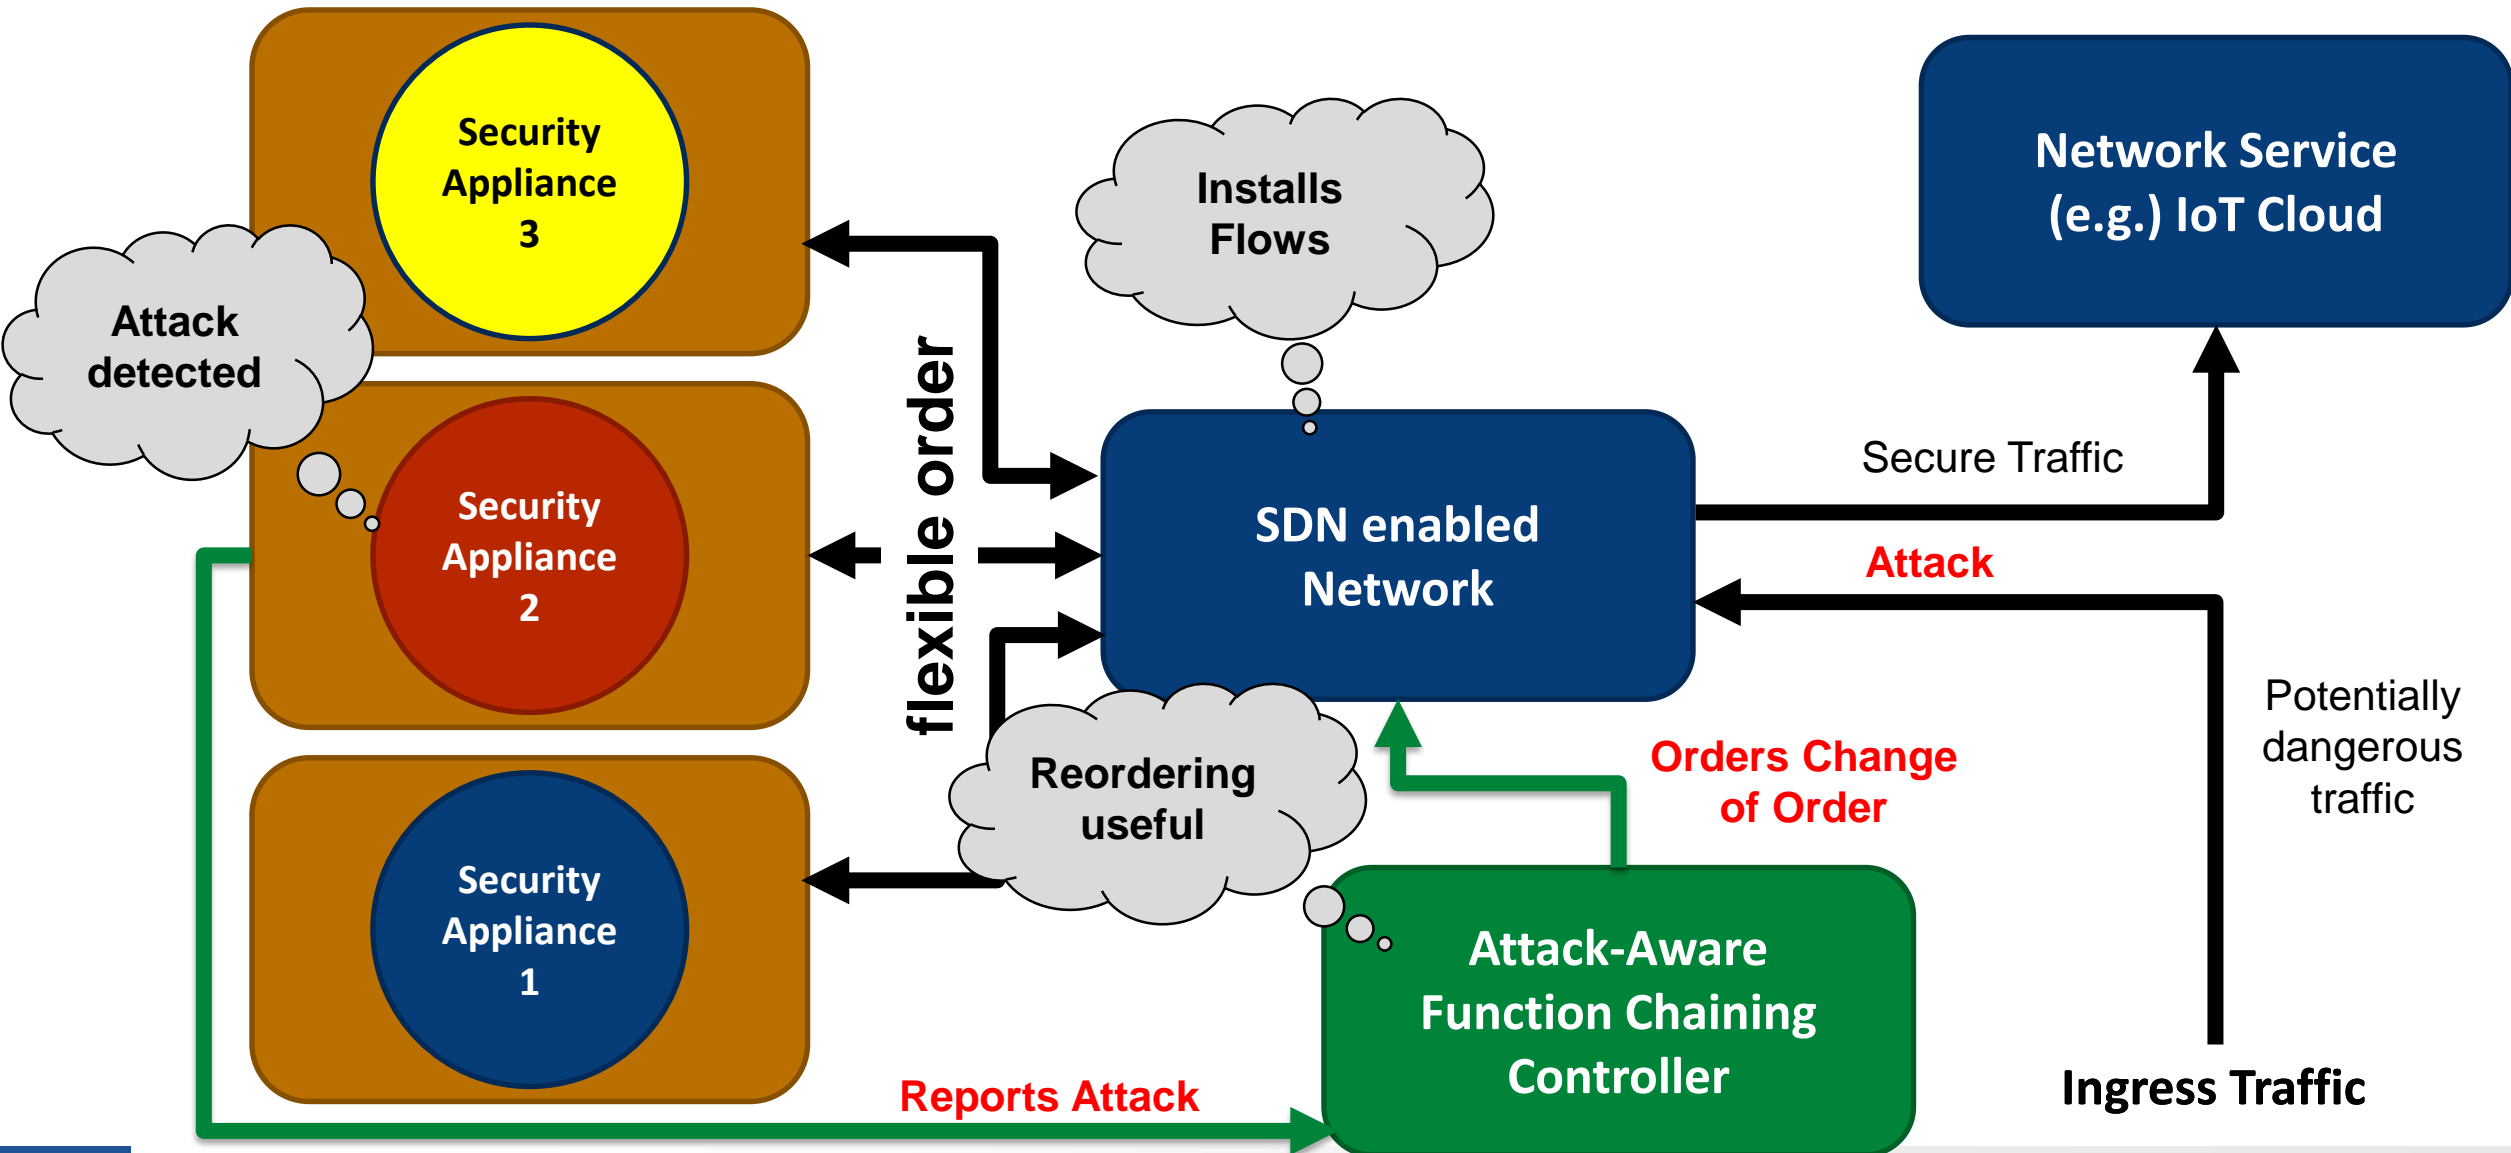 Security
Appliance
3
Attack
detected
Security
Appliance
2
Security
Appliance
1
flexible order
Installs
Flows
SDN enabled
Network
Reordering
useful
Network Service
(e.g.) IoT Cloud
Secure Traffic
Attack
Potentially
dangerous
traffic
Orders Change
of Order
Attack-Aware
Function Chaining
Controller
Reports Attack
Ingress Traffic